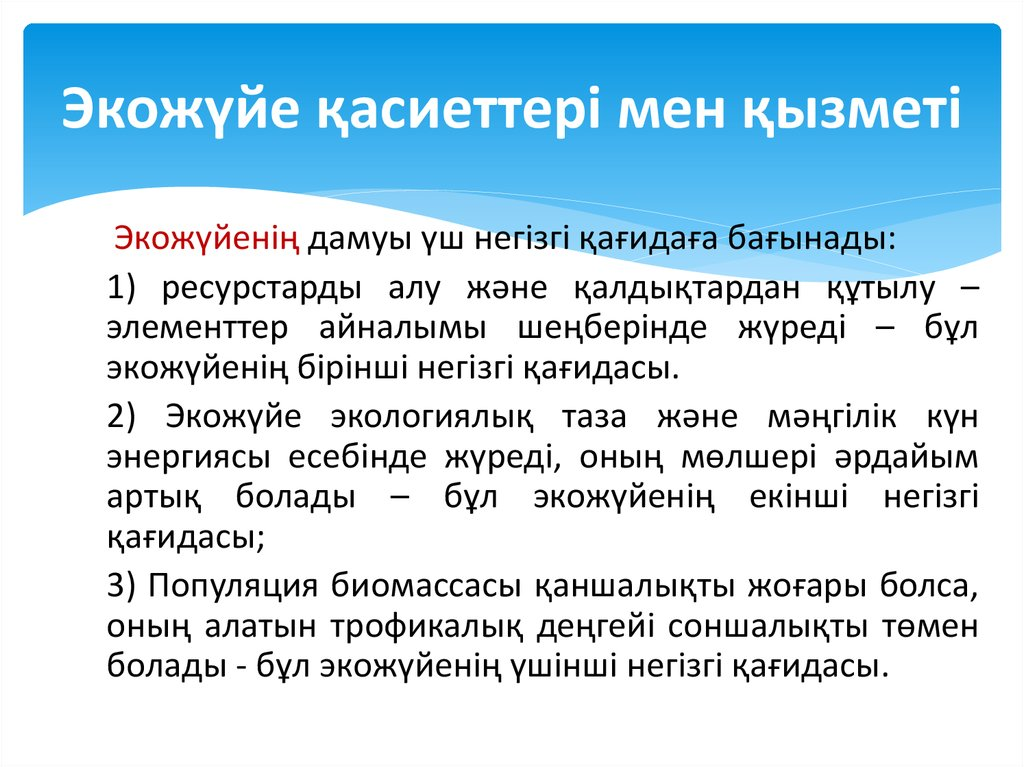 Экожүйе қасиеттері мен қызметі
Экожүйенің дамуы үш негізгі қағидаға бағынады:
1) ресурстарды алу және қалдықтардан құтылу –
элементтер айналымы шеңберінде жүреді – бұл
экожүйенің бірінші негізгі қағидасы.
2) Экожүйе экологиялық таза және мәңгілік күн
энергиясы есебінде жүреді, оның мөлшері әрдайым
артық болады – бұл экожүйенің екінші негізгі
қағидасы;
3) Популяция биомассасы қаншалықты жоғары болса,
оның алатын трофикалық деңгейі соншалықты төмен
болады - бұл экожүйенің үшінші негізгі қағидасы.